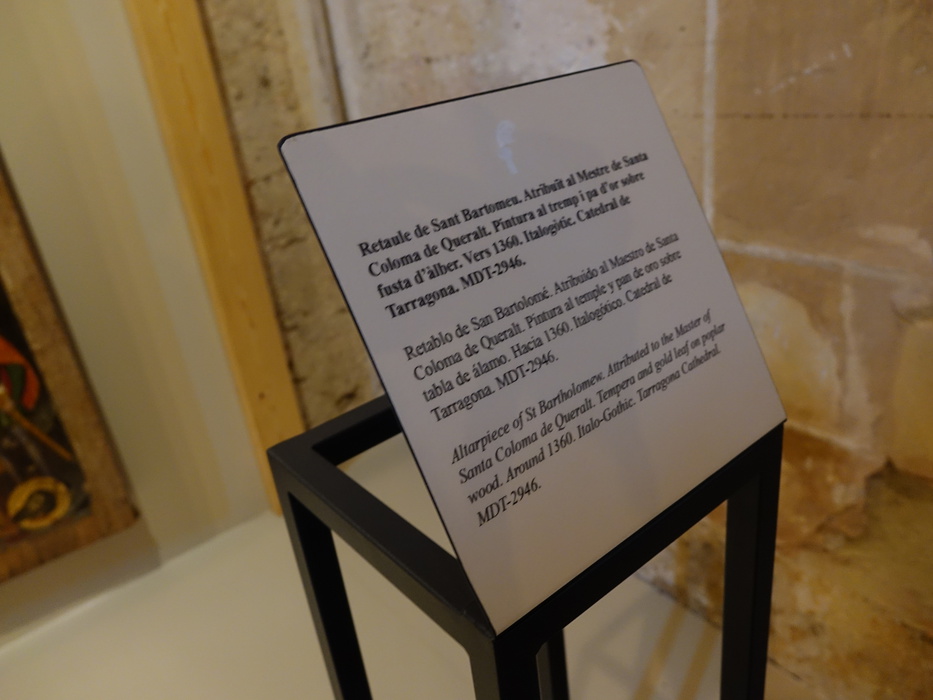 Retaule de Sant Bartomeu. Atribuït al Mestre de Santa
Coloma de Queralt. Pintura al tremp i pa d'or sobre
fusta d'àlber. Vers 1360. Italogòtic. Catedral de
Tarragona. MDT-2946.
Retablo de San Bartolomé. Atribuido al Maestro de Santa
Coloma de Queralt. Pintura al temple y pan de oro sobre
tabla de álamo. Hacia 1360. Italogótico. Catedral de
Tarragona. MDT-2946.
Altarpiece of St Bartholomew. Attributed to the Master of
Santa Coloma de Queralt. Tempera and gold leaf on poplar
wood. Around 1360. Italo-Gothic. Tarragona Cathedral.
MDT-2946.